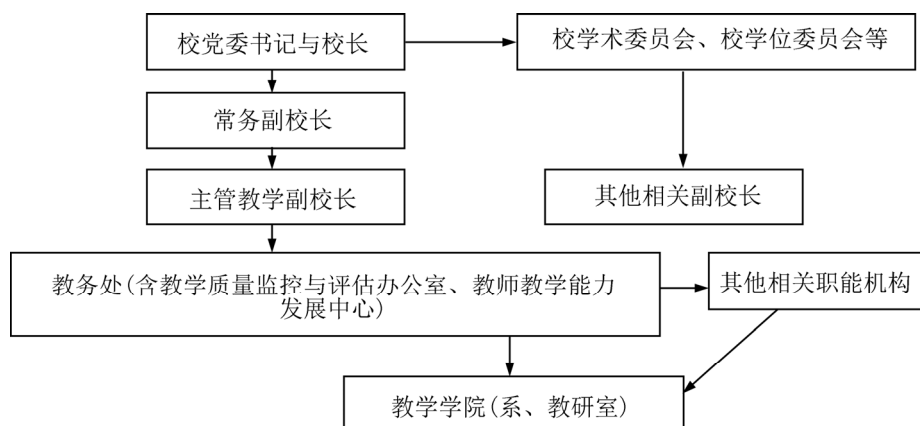 校党委书记与校长
校学术委员会、校学位委员会等
常务副校长
主管教学副校长
其他相关副校长
教务处(含教学质量监控与评估办公室、教师教学能力
发展中心)
其他相关职能机构
教学学院(系、教研室)